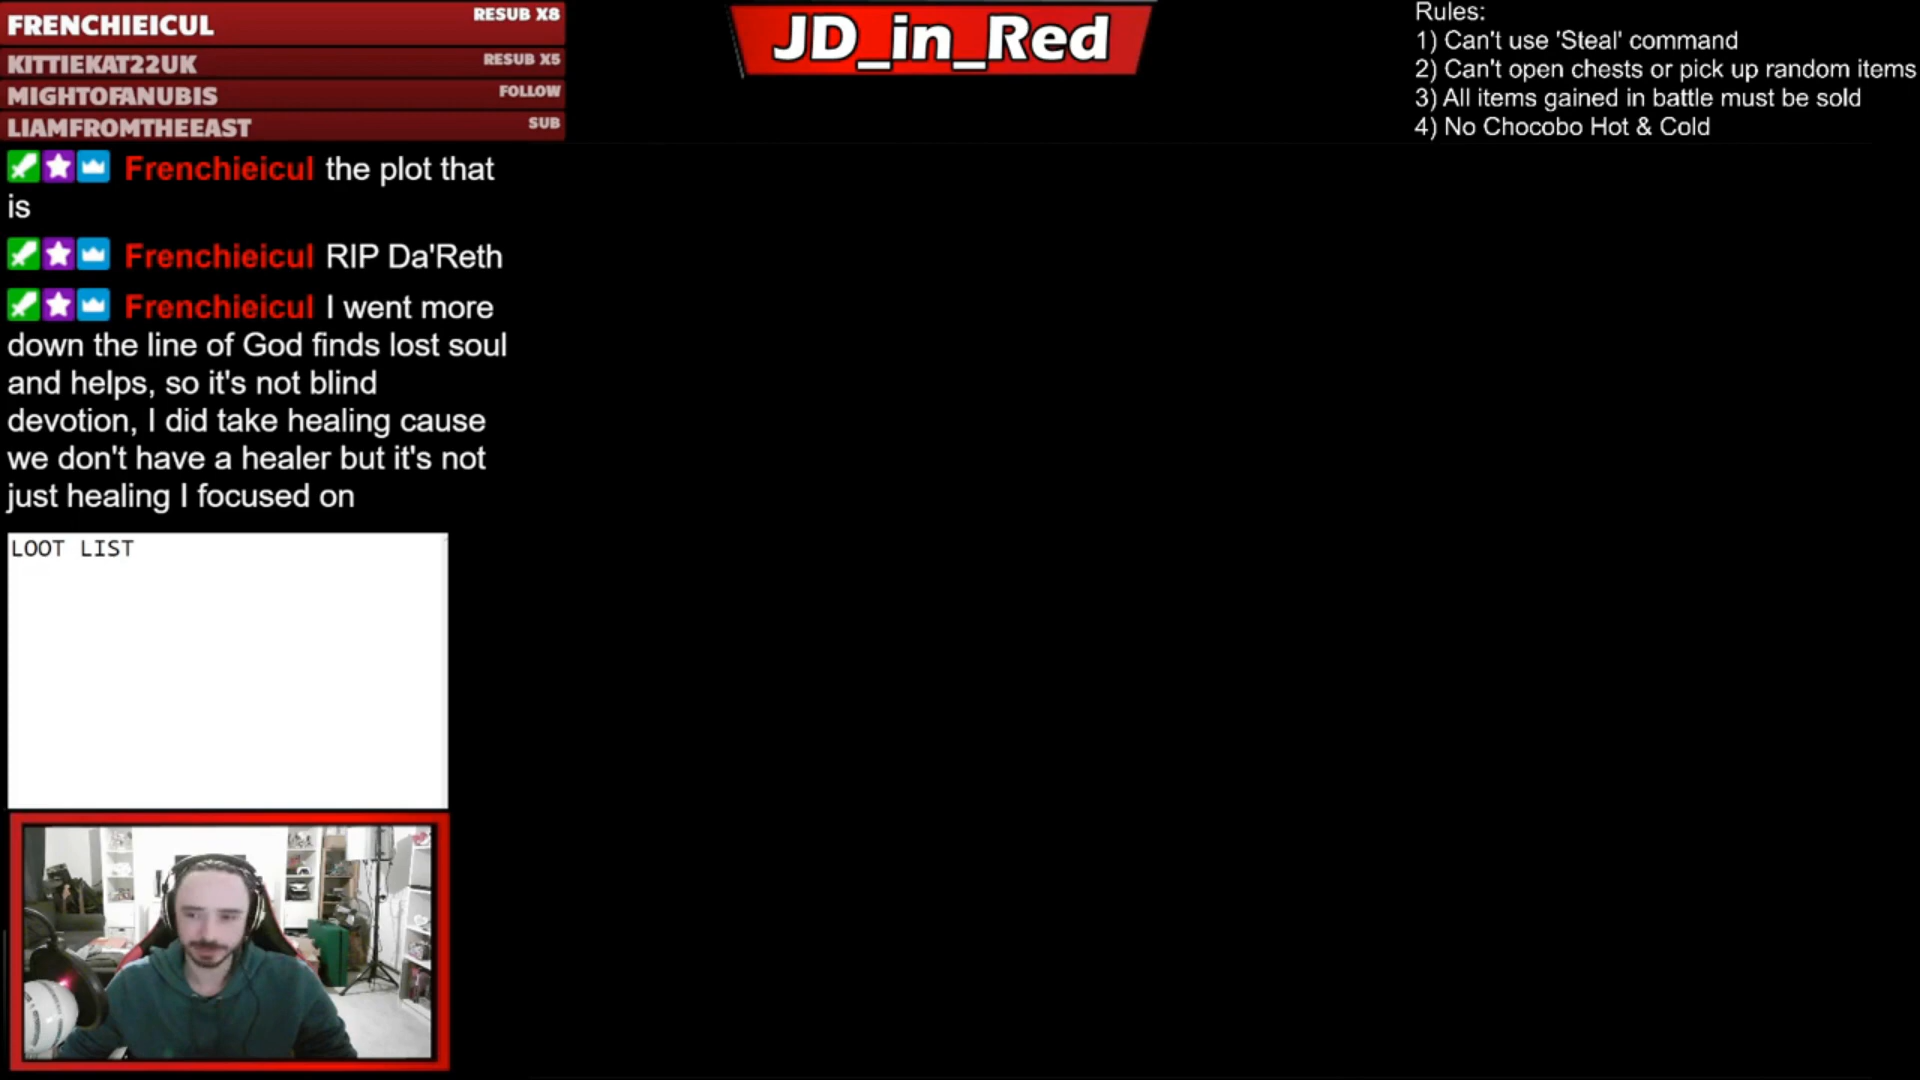 FRENCHIEICUL RESUB X8
KITTIEKAT22UK RESUB X5
MIGHTOFANUBIS FOLLOW
LIAMFROMTHEEAST SUB
JD_in_Red
Rules:
1) Can't use 'Steal' command
2) Can't open chests or pick up random items
3) All items gained in battle must be sold
4) No Chocobo Hot & Cold
Frenchieicul the plot that
is
Frenchieicul RIP Da'Reth
Frenchieicul I went more
down the line of God finds lost soul
and helps, so it's not blind
devotion, I did take healing cause
we don't have a healer but it's not
just healing I focused on
LOOT LIST